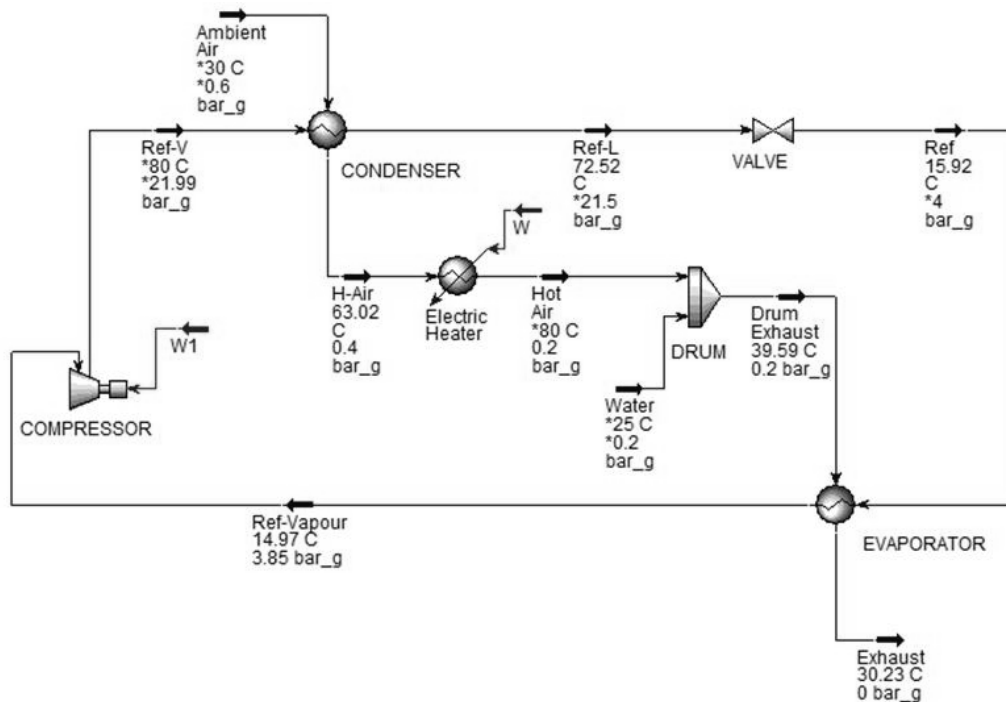 Ambient
Air
*30 C
*0.6
bar_g
Ref-V
*80 C
*21.99
bar_g
CONDENSER
Ref-L
72.52
C
*21.5
bar_g
VALVE
Ref
15.92
C
*4
bar_g
W
H-Air
63.02
C
0.4
bar_g
Electric
Heater
Hot
Air
*80 C
0.2
bar_g
DRUM
Drum
Exhaust
39.59 C
0.2 bar_g
W1
COMPRESSOR
Water
*25 C
*0.2
bar_g
Ref-Vapour
14.97 C
3.85 bar_g
EVAPORATOR
Exhaust
30.23 C
0 bar_g